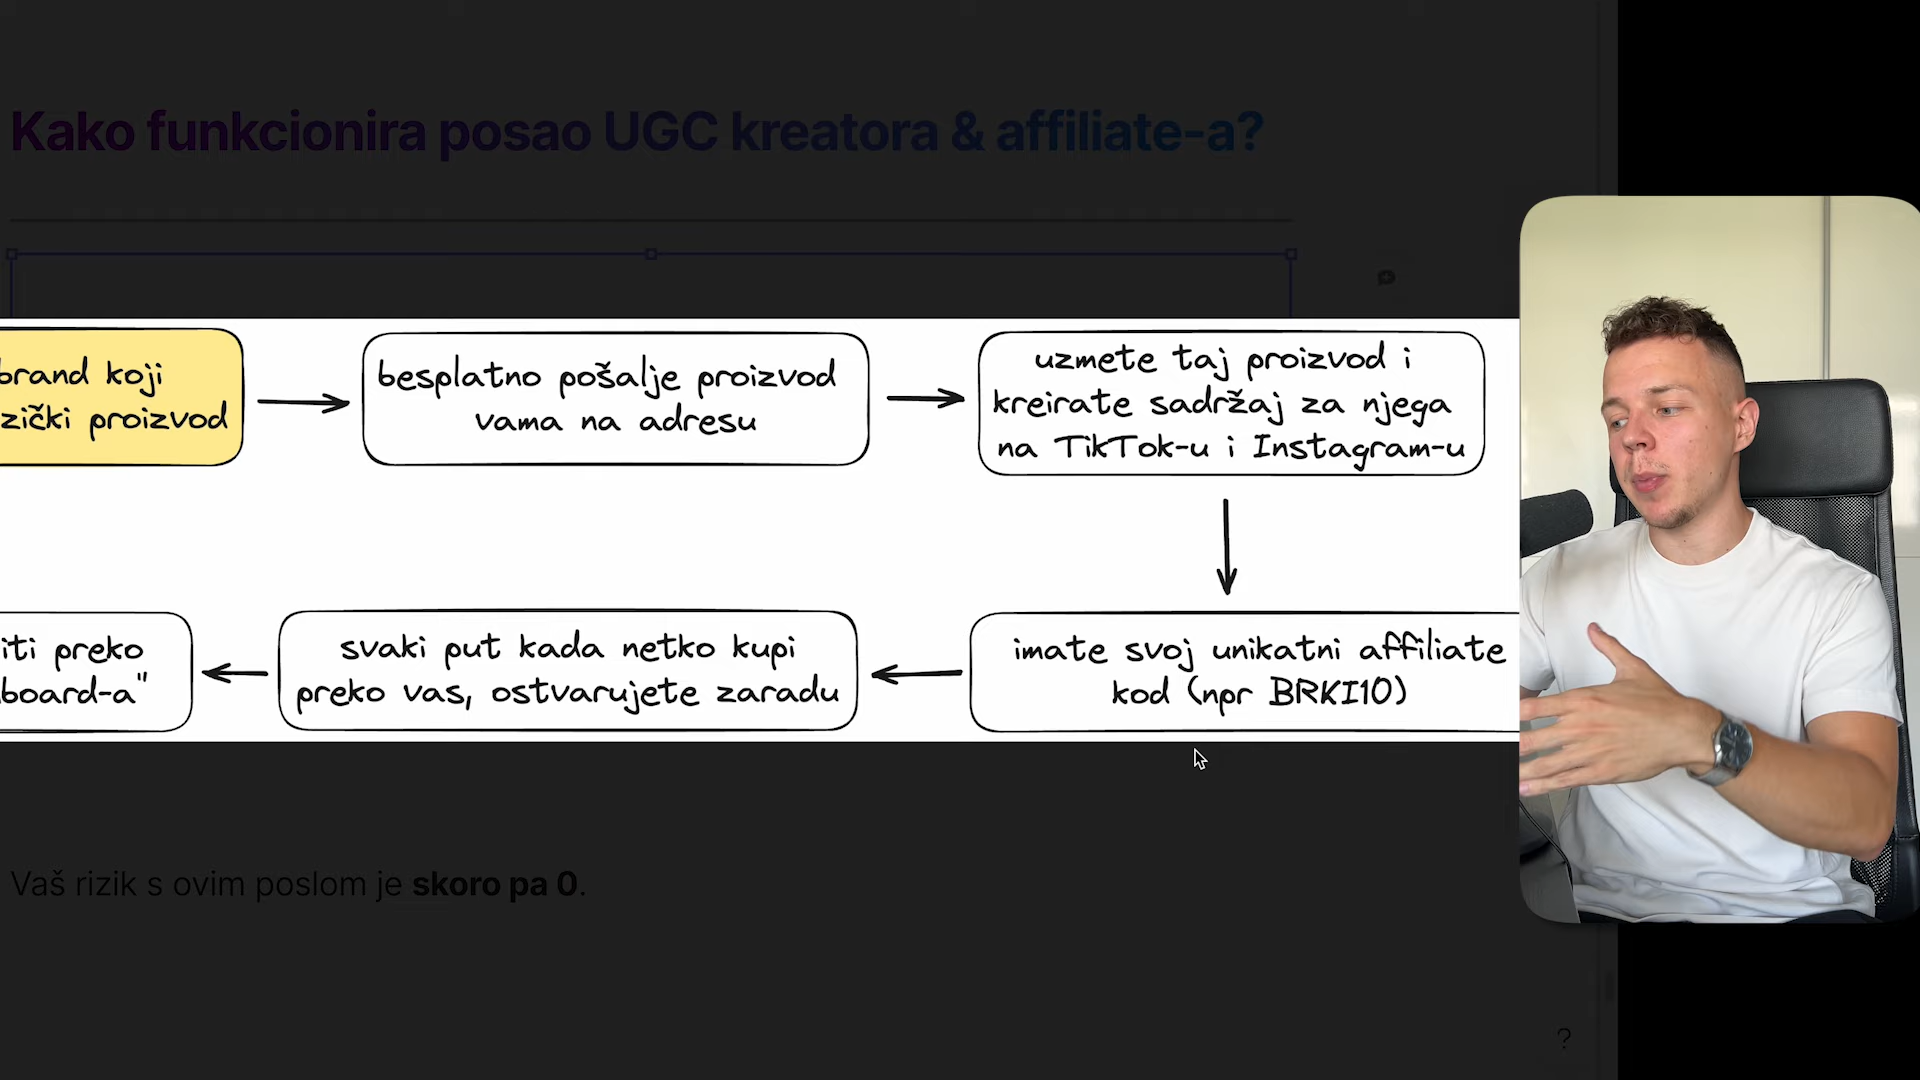 Kako funkcionira posao UGC kreatora & affiliate-a?
brand koji
zički proizvod
besplatno pošalje proizvod
vama na adresu
uzmete taj proizvod i
kreirate sadržaj za njega
na TikTok-u i Instagram-u
imate svoj unikatni affiliate
kod (npr BRKI10)
svaki put kada netko kupi
preko vas, ostvarujete zaradu
iti preko
board-a"
Vaš rizik s ovim poslom je skoro pa 0.
?